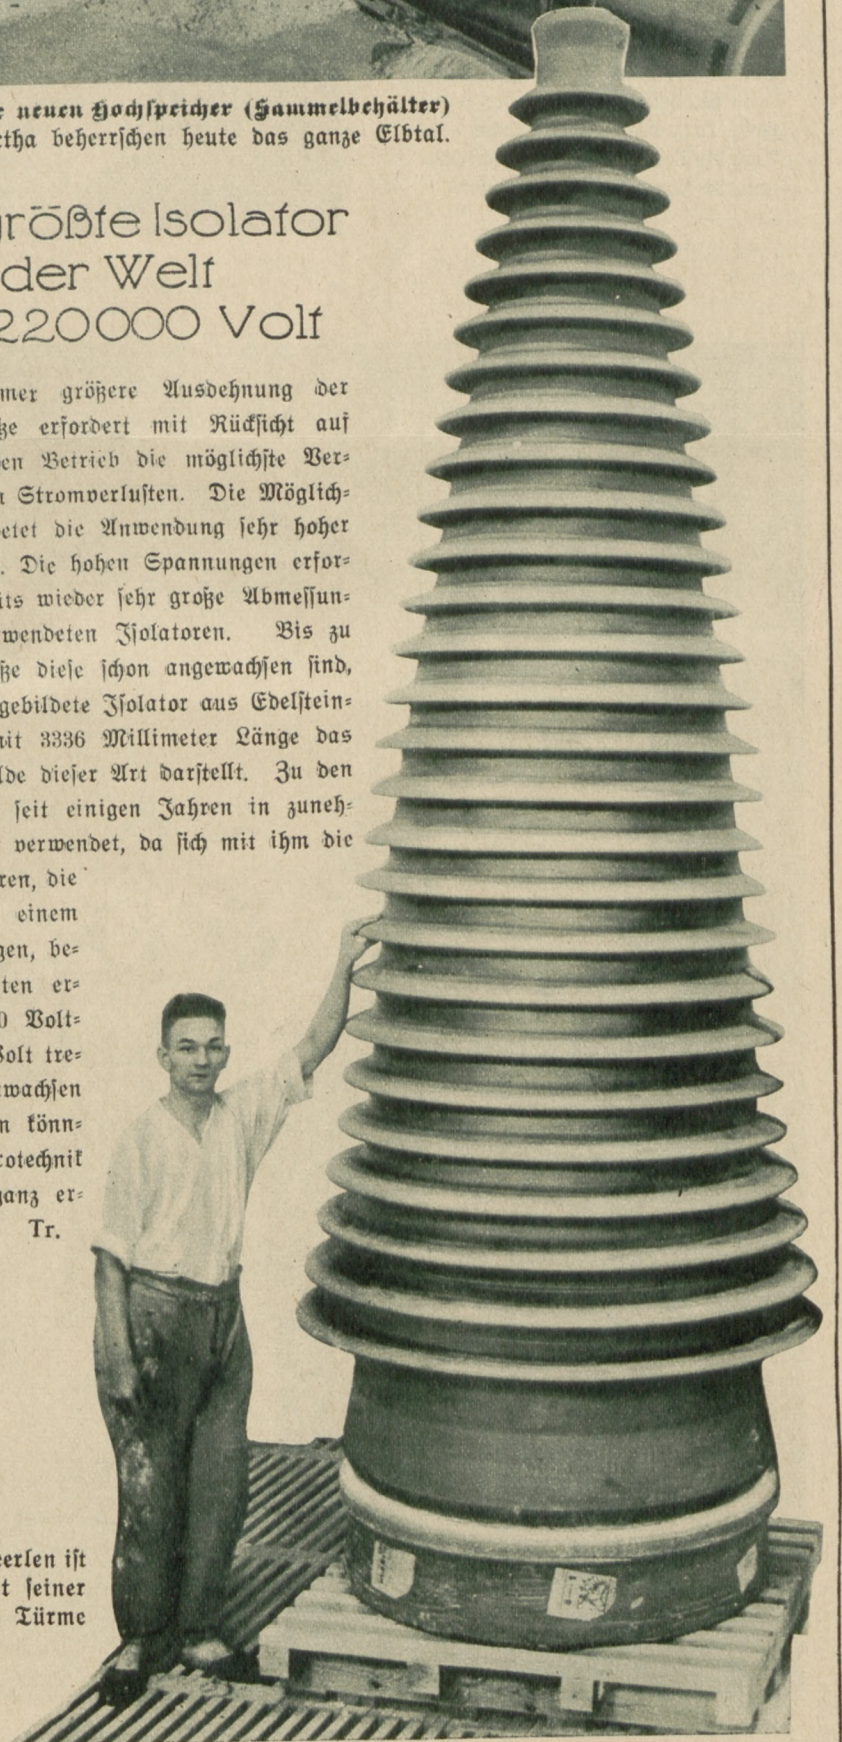 neuen Hochspeicher (Sammelbehälter)
tha beherrschen heute das ganze Elbtal.
größte Isolator
der Welt
220000 Volt
mer größere Ausdehnung der
ze erfordert mit Rücksicht auf
en Betrieb die möglichste Ver-
Stromverlusten. Die Möglich-
etet die Anwendung sehr hoher
. Die hohen Spannungen erfor-
its wieder sehr große Abmessun-
wendeten Isolatoren. Bis zu
ße diese schon angewachsen sind,
gebildete Isolator aus Edelstein-
mit 3336 Millimeter Länge das
lde dieser Art darstellt. Zu den
seit einigen Jahren in zuneh-
verwendet, da sich mit ihm die
ren, die
einem
gen, be-
ten er-
0 Volt-
Volt tre-
wachsen
n könn-
rotechnik
ganz er-
Tr.
eerlen ist
t seiner
Türme